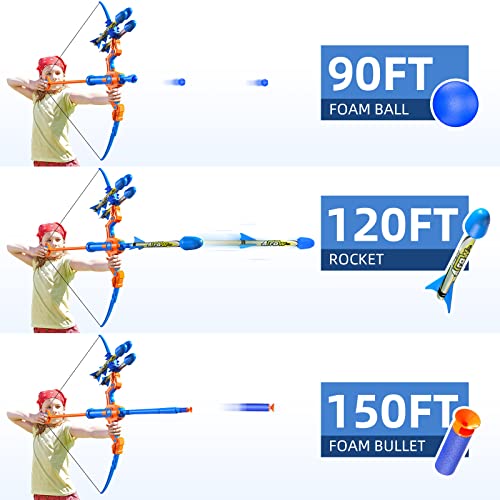 90FT
FOAM BALL
120FT
ROCKET
150FT
FOAM BULLET